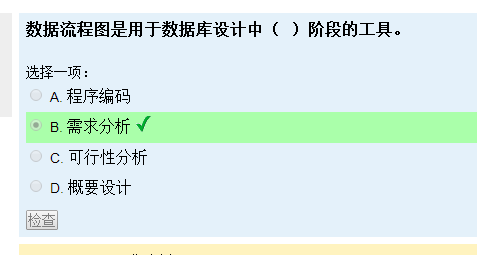 数据流程图是用于数据库设计中（ ）阶段的工具。
选择一项：
A. 程序编码
B. 需求分析
C. 可行性分析
D. 概要设计
检查